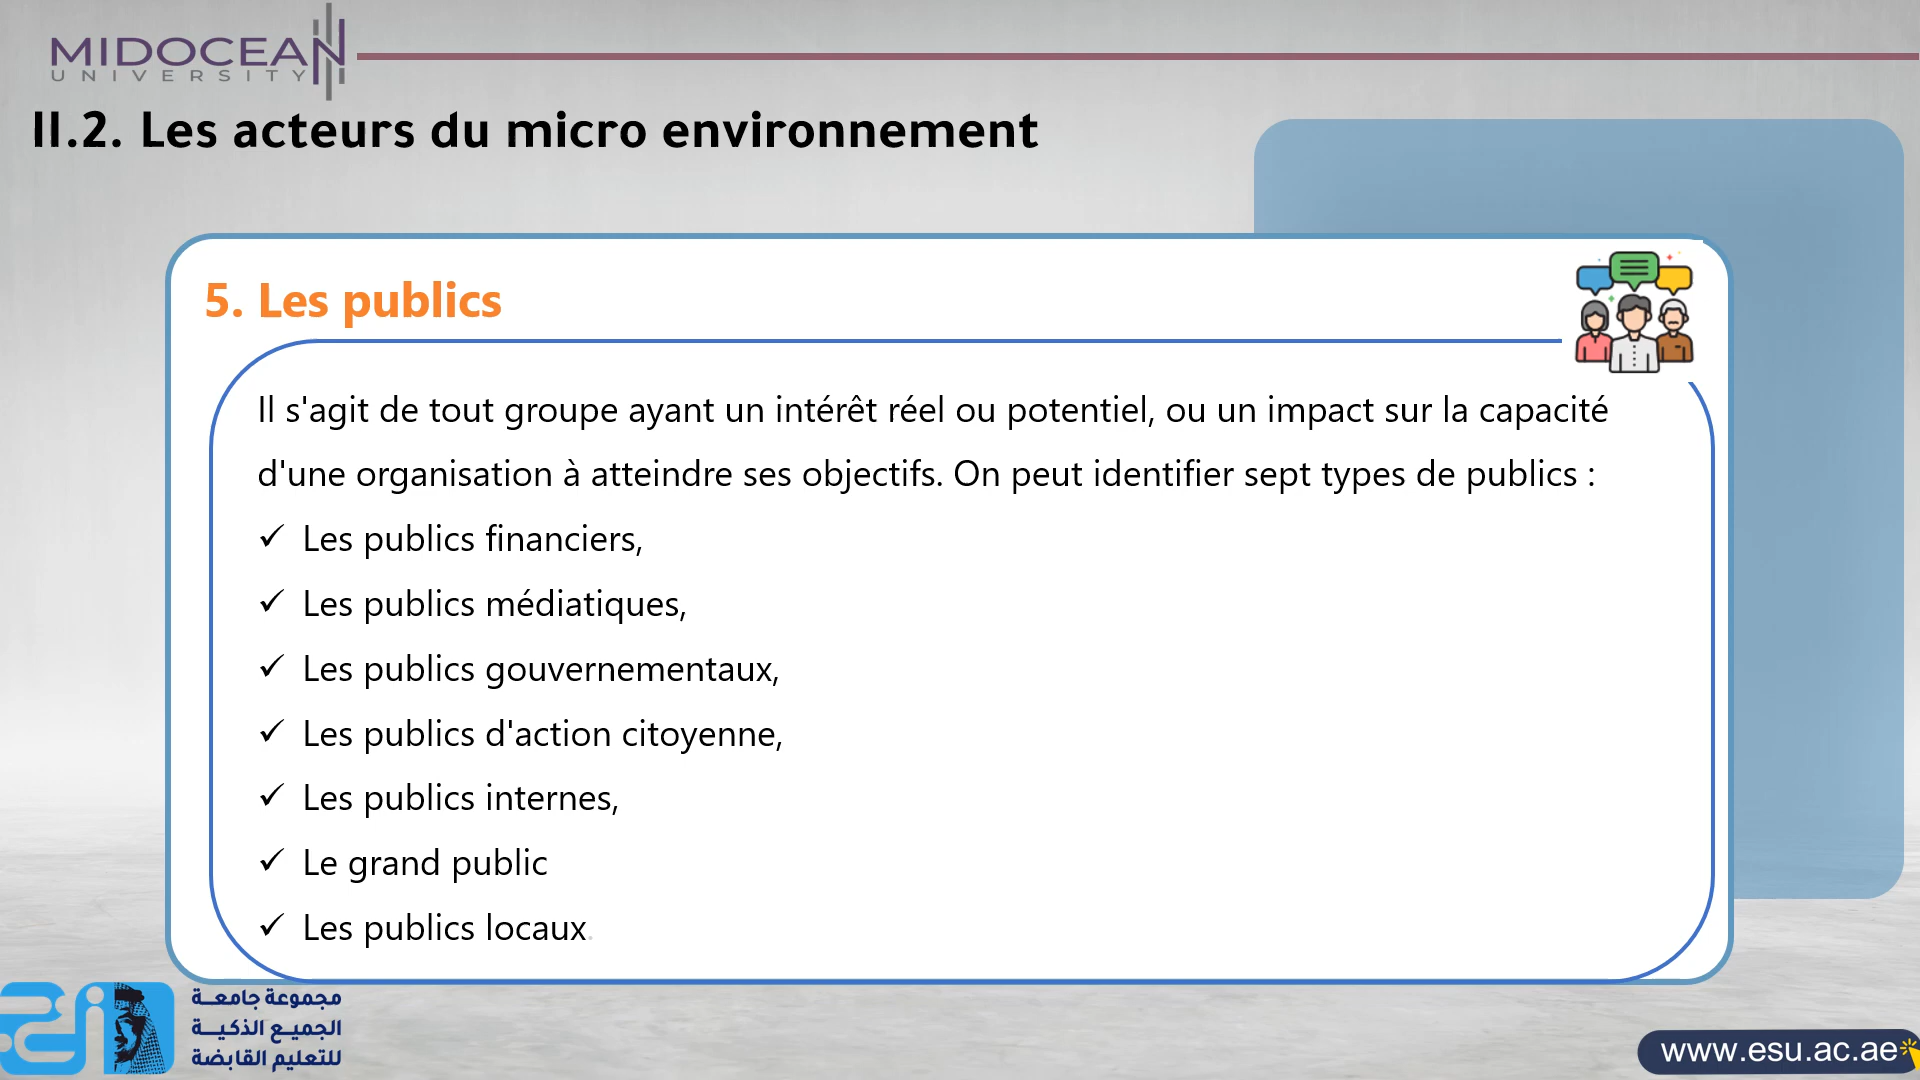 MIDOCEAN
UNIVERSITY
II.2. Les acteurs du micro environnement
5. Les publics
Il s'agit de tout groupe ayant un intérêt réel ou potentiel, ou un impact sur la capacité
d'une organisation à atteindre ses objectifs. On peut identifier sept types de publics :
✓ Les publics financiers,
✓ Les publics médiatiques,
✓ Les publics gouvernementaux,
✓ Les publics d'action citoyenne,
✓ Les publics internes,
✓ Le grand public
✓ Les publics locaux.
مجموعة جامعـــة
الجميـــع الذكيـــة
للتعليم القابضة
www.esu.ac.ae